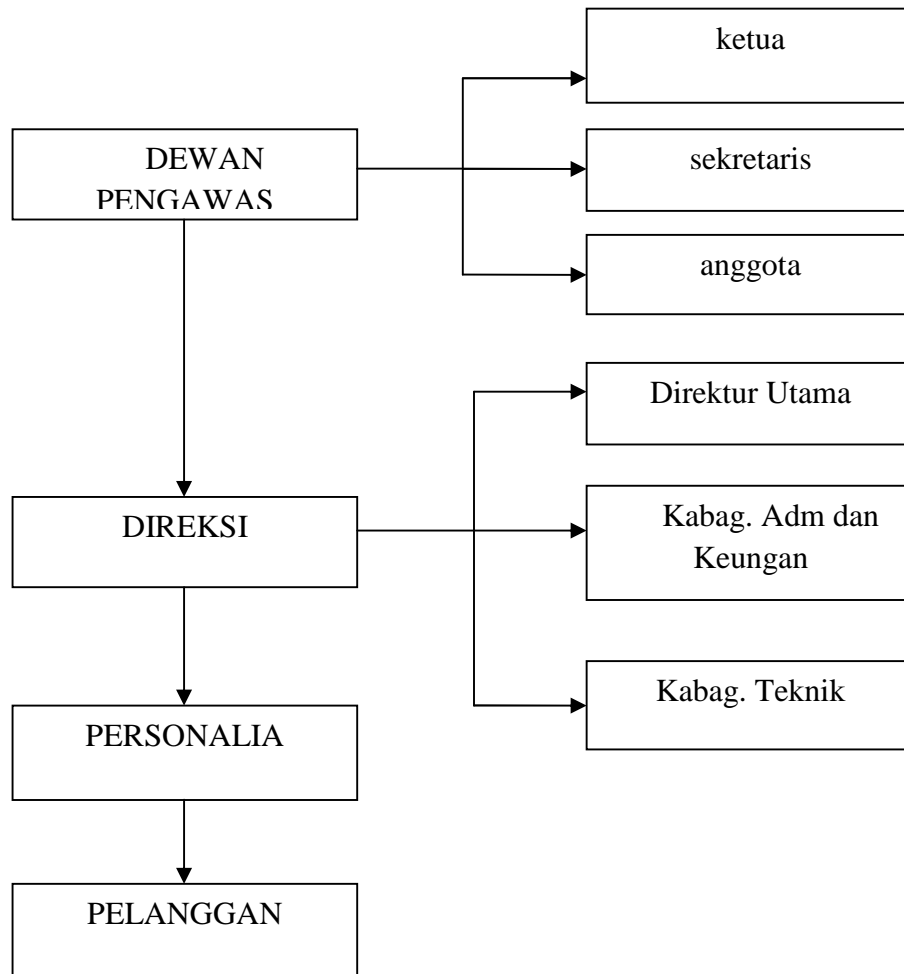 ketua
DEWAN
PENGAWAS
sekretaris
anggota
Direktur Utama
DIREKSI
Kabag. Adm dan
Keungan
Kabag. Teknik
PERSONALIA
PELANGGAN